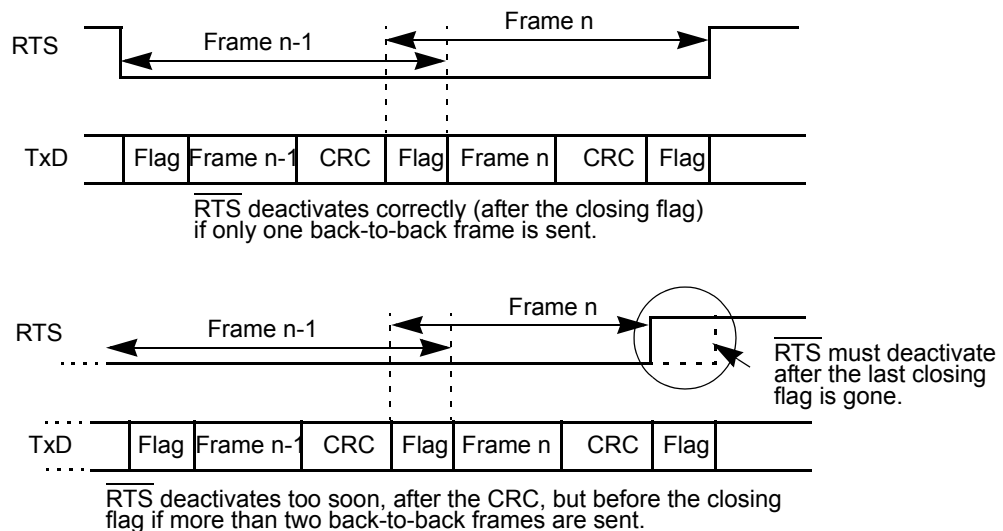 Frame n
RTS
Frame n-1
TxD Flag Frame n-1 CRC Flag Frame n CRC Flag
RTS deactivates correctly (after the closing flag)
if only one back-to-back frame is sent.
Frame n
RTS
Frame n-1
RTS must deactivate
after the last closing
flag is gone.
TxD Flag Frame n-1 CRC Flag Frame n CRC Flag
RTS deactivates too soon, after the CRC, but before the closing
flag if more than two back-to-back frames are sent.